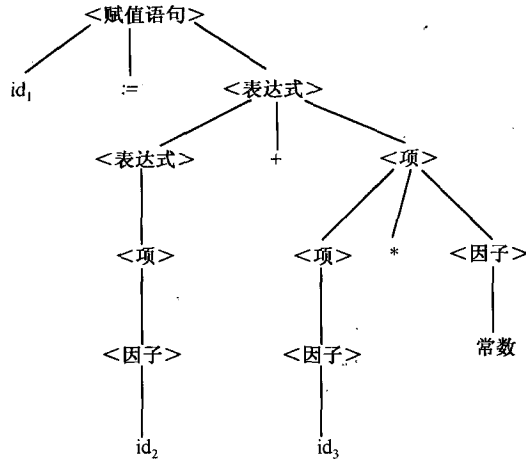 <赋值语句>
id₁ := <表达式>
<表达式> + <项>
<项> <项> * <因子>
<因子> <因子> 常数
id₂ id₃